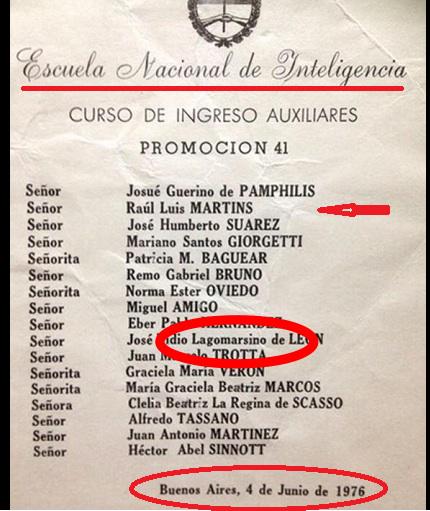 Escuela Nacional de Inteligencia
CURSO DE INGRESO AUXILIARES
PROMOCION 41
Señor Josué Guerino de PAMPHILIS
Señor Raúl Luis MARTINS
Señor José Humberto SUAREZ
Señor Mariano Santos GIORGETTI
Señorita Patricia M. BAGUEAR
Señor Remo Gabriel BRUNO
Señorita Norma Ester OVIEDO
Señor Miguel AMIGO
Señor Eber HERNANDEZ
Señor José Lagomarsino de LEON
Señor Juan TROTTA
Señorita Graciela María VERON
Señorita María Graciela Beatriz MARCOS
Señora Clelia Beatriz La Regina de SCASSO
Señor Alfredo TASSANO
Señor Juan Antonio MARTINEZ
Señor Héctor Abel SINNOTT
Buenos Aires, 4 de Junio de 1976